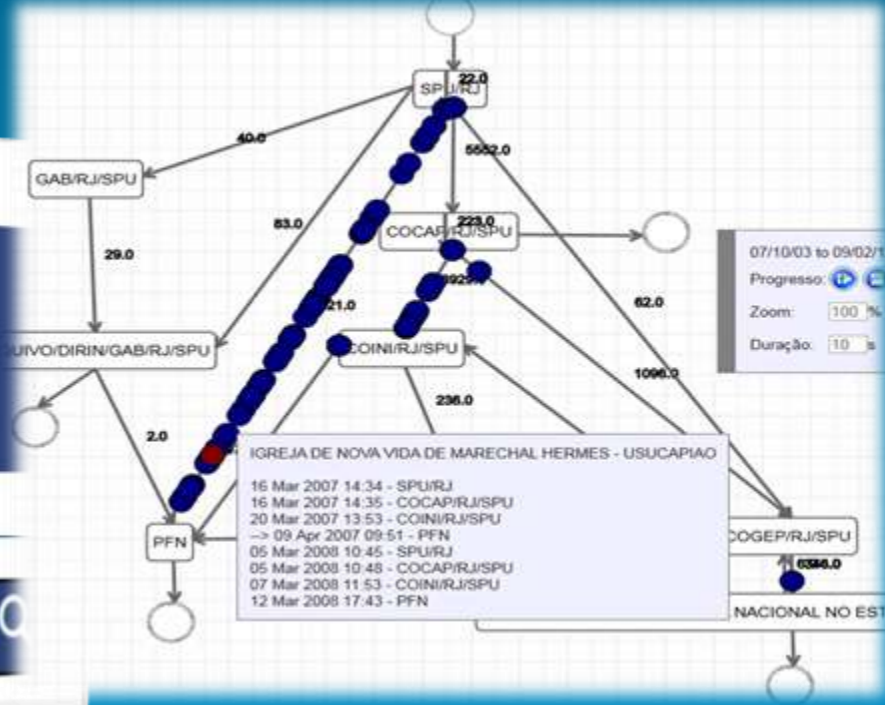 22.0
SPU/RJ
40.0
5552.0
GAB/RJ/SPU
83.0
223.0
COCAP/RJ/SPU
29.0
07/10/03 to 09/02/1
Progresso:
Zoom: 100 %
Duração: 10 s
21.0
62.0
UIVO/DIRIN/GAB/RJ/SPU
COINI/RJ/SPU
1096.0
236.0
2.0
IGREJA DE NOVA VIDA DE MARECHAL HERMES - USUCAPIAO
16 Mar 2007 14:34 - SPU/RJ
16 Mar 2007 14:35 - COCAP/RJ/SPU
20 Mar 2007 13:53 - COINI/RJ/SPU
--> 09 Apr 2007 09:51 - PFN
05 Mar 2008 10:45 - SPU/RJ
05 Mar 2008 10:48 - COCAP/RJ/SPU
07 Mar 2008 11:53 - COINI/RJ/SPU
12 Mar 2008 17:43 - PFN
PFN
COGEP/RJ/SPU
NACIONAL NO EST